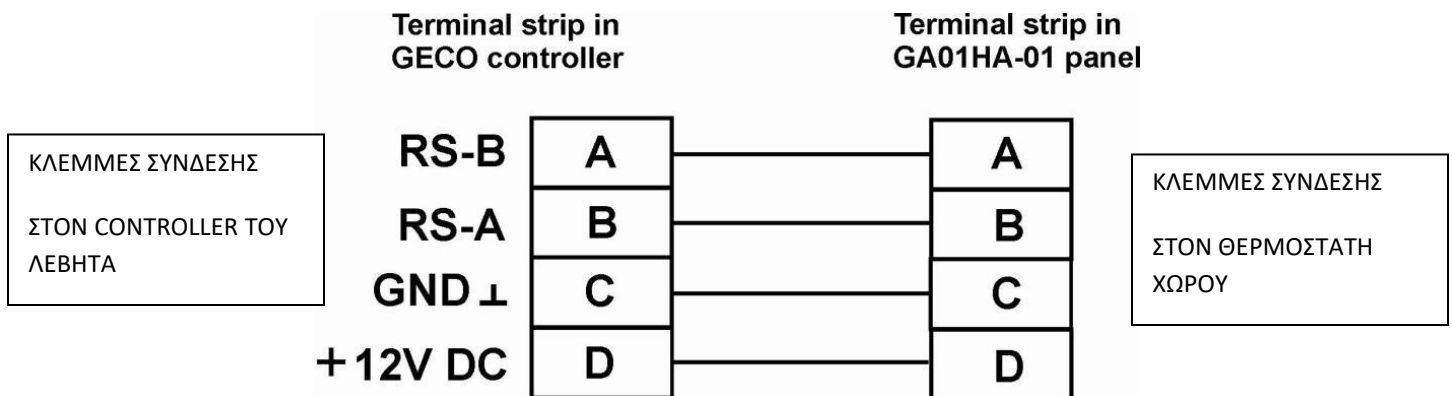 Terminal strip in
GECO controller
Terminal strip in
GA01HA-01 panel
ΚΛΕΜΜΕΣ ΣΥΝΔΕΣΗΣ
ΣΤΟΝ CONTROLLER ΤΟΥ
ΛΕΒΗΤΑ
RS-B A A
RS-A B B
GND ⊥ C C
+12V DC D D
ΚΛΕΜΜΕΣ ΣΥΝΔΕΣΗΣ
ΣΤΟΝ ΘΕΡΜΟΣΤΑΤΗ
ΧΩΡΟΥ